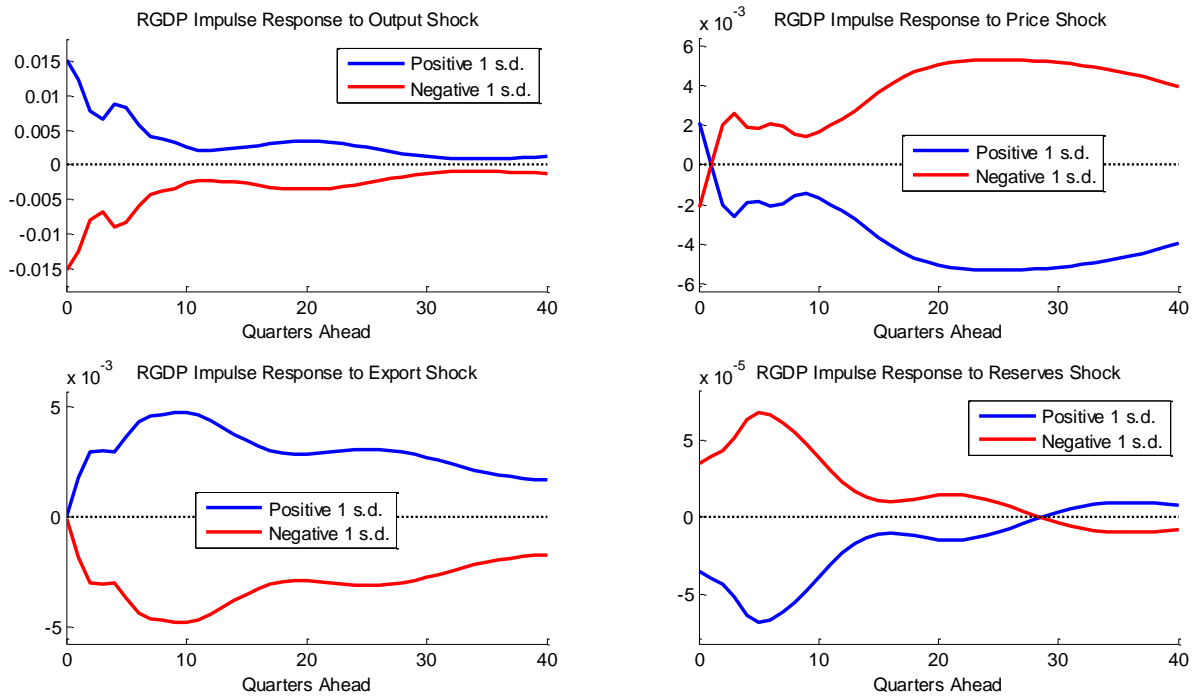 RGDP Impulse Response to Output Shock
0.015
0.01
0.005
0
-0.005
-0.01
-0.015
Positive 1 s.d.
Negative 1 s.d.
0 10 20 30 40
Quarters Ahead
x 10^-3
RGDP Impulse Response to Price Shock
6
4
2
0
-2
-4
-6
Positive 1 s.d.
Negative 1 s.d.
0 10 20 30 40
Quarters Ahead
x 10^-3
RGDP Impulse Response to Export Shock
5
0
-5
Positive 1 s.d.
Negative 1 s.d.
0 10 20 30 40
Quarters Ahead
x 10^-5
RGDP Impulse Response to Reserves Shock
5
0
-5
Positive 1 s.d.
Negative 1 s.d.
0 10 20 30 40
Quarters Ahead